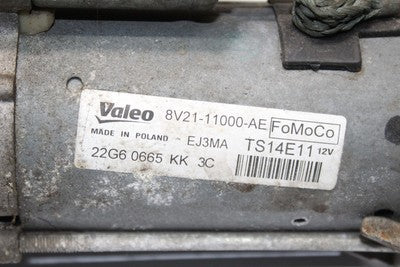 Valeo 8V21-11000-AE FoMoCo
MADE IN POLAND EJ3MA TS14E11 12V
22G6 0665 KK 3C